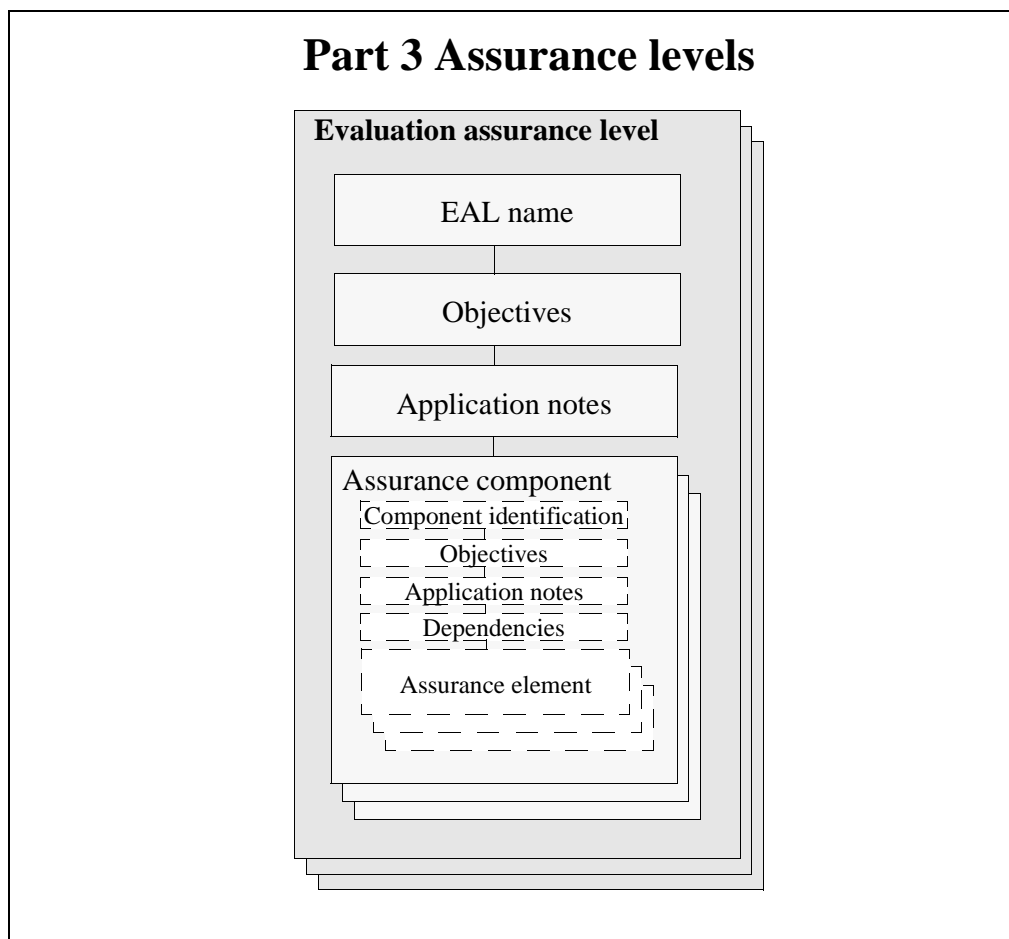 Part 3 Assurance levels
Evaluation assurance level
EAL name
Objectives
Application notes
Assurance component
Component identification
Objectives
Application notes
Dependencies
Assurance element